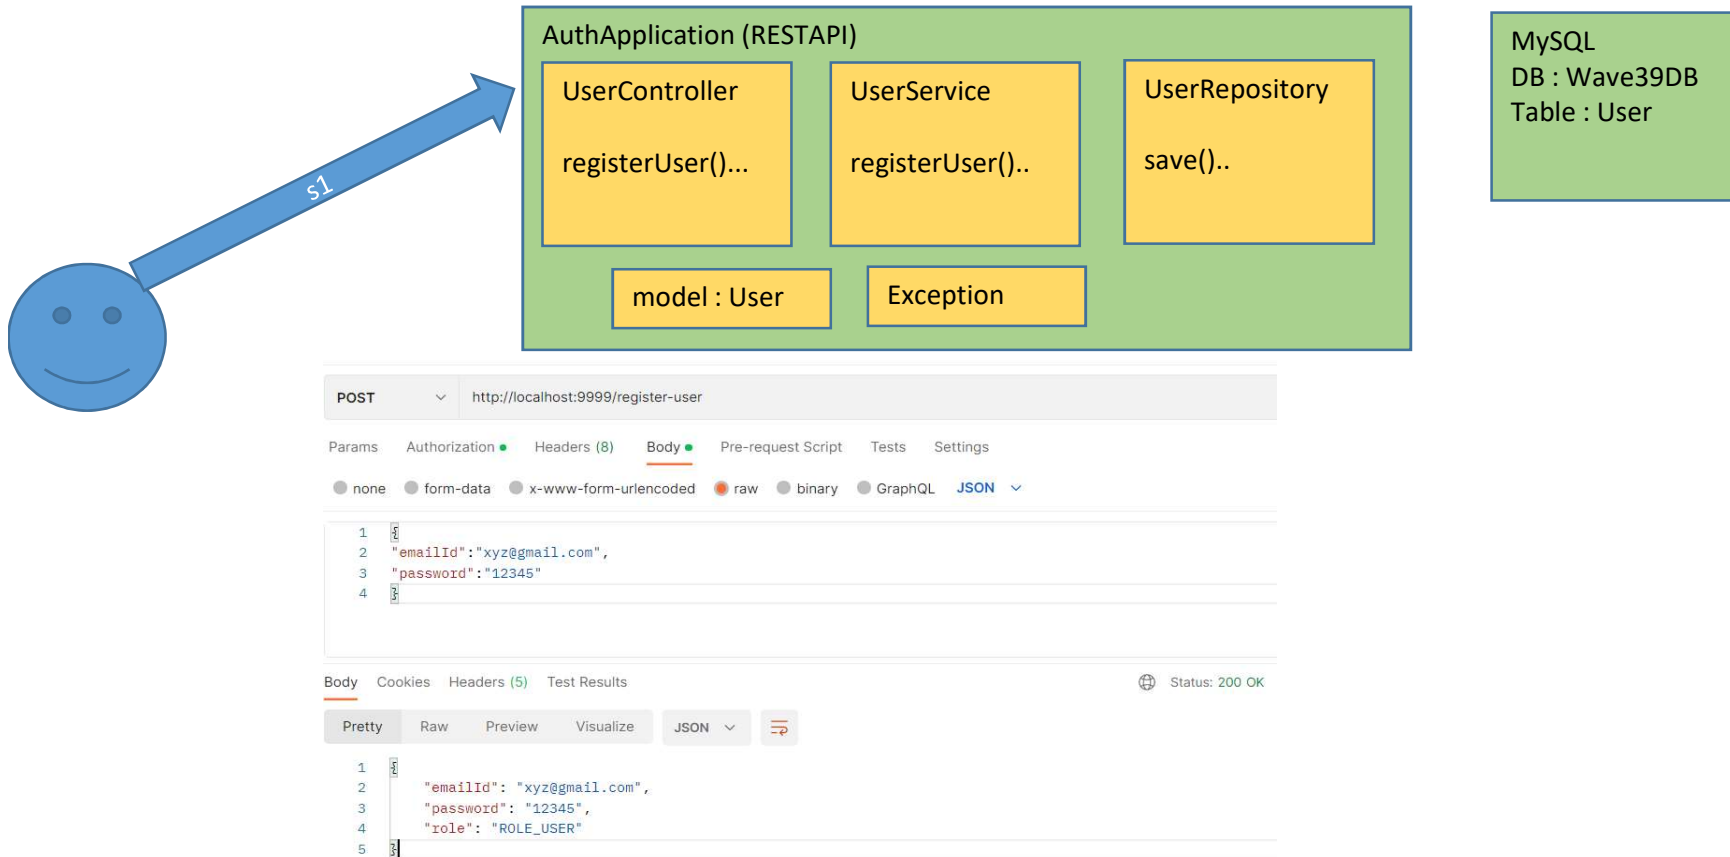 AuthApplication (RESTAPI)
UserController
registerUser()...
UserService
registerUser()..
UserRepository
save()..
model : User
Exception
MySQL
DB : Wave39DB
Table : User
s1
POST
http://localhost:9999/register-user
Params Authorization Headers (8) Body Pre-request Script Tests Settings
none form-data x-www-form-urlencoded raw binary GraphQL JSON
1 {
2 "emailId":"xyz@gmail.com",
3 "password":"12345"
4 }
Body Cookies Headers (5) Test Results Status: 200 OK
Pretty Raw Preview Visualize JSON
1 {
2 "emailId": "xyz@gmail.com",
3 "password": "12345",
4 "role": "ROLE_USER"
5 }